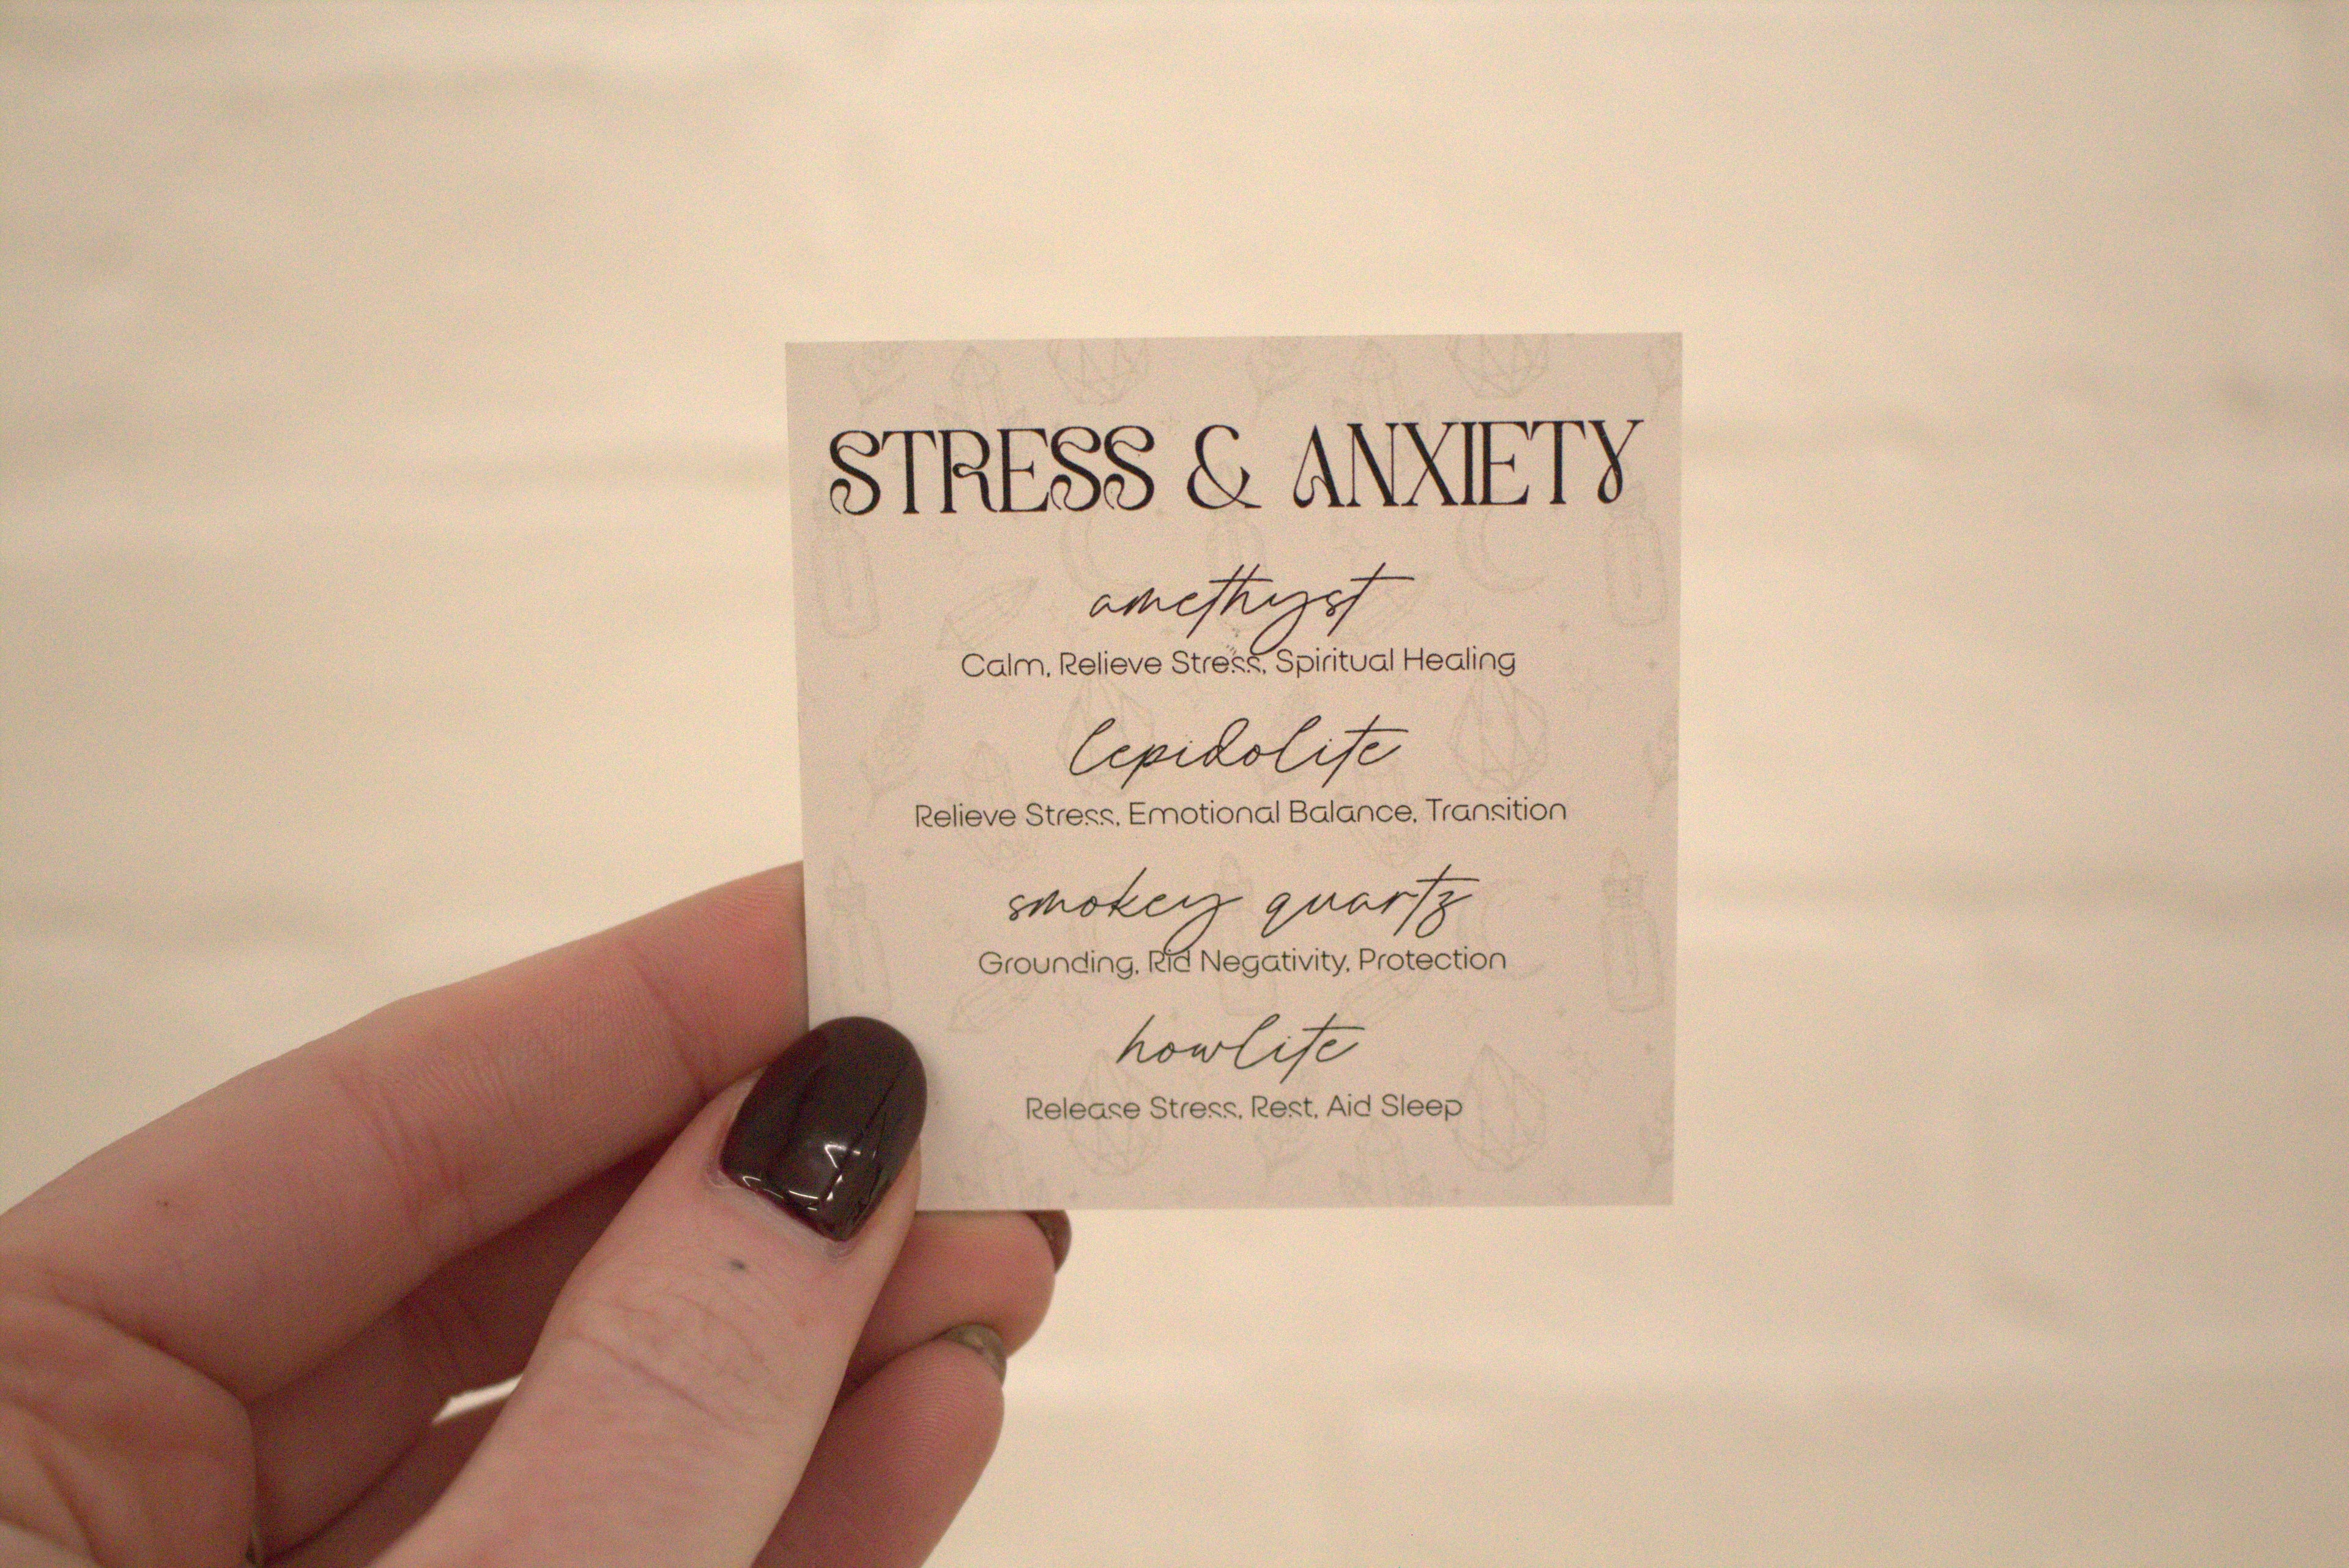 STRESS & ANXIETY
amethyst
Calm, Relieve Stress, Spiritual Healing
lepidolite
Relieve Stress, Emotional Balance, Transition
smokey quartz
Grounding, Rid Negativity, Protection
howlite
Release Stress, Rest, Aid Sleep